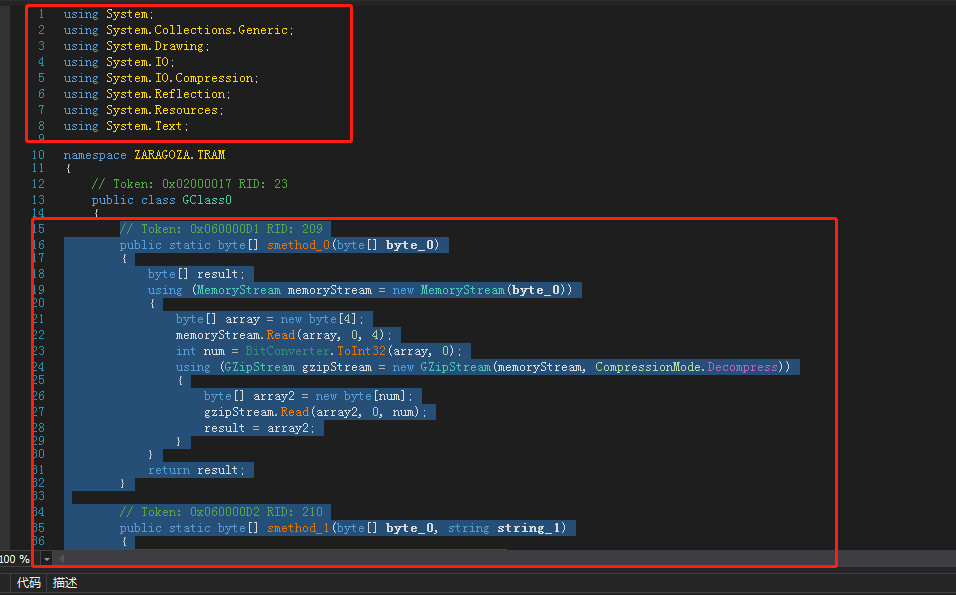 1 using System;
2 using System.Collections.Generic;
3 using System.Drawing;
4 using System.IO;
5 using System.IO.Compression;
6 using System.Reflection;
7 using System.Resources;
8 using System.Text;
9
10 namespace ZARAGOZA.TRAM
11 {
12 // Token: 0x02000017 RID: 23
13 public class GClass0
14 {
15 // Token: 0x060000D1 RID: 209
16 public static byte[] smethod_0(byte[] byte_0)
17 {
18 byte[] result;
19 using (MemoryStream memoryStream = new MemoryStream(byte_0))
20 {
21 byte[] array = new byte[4];
22 memoryStream.Read(array, 0, 4);
23 int num = BitConverter.ToInt32(array, 0);
24 using (GZipStream gzipStream = new GZipStream(memoryStream, CompressionMode.Decompress))
25 {
26 byte[] array2 = new byte[num];
27 gzipStream.Read(array2, 0, num);
28 result = array2;
29 }
30 }
31 return result;
32 }
33
34 // Token: 0x060000D2 RID: 210
35 public static byte[] smethod_1(byte[] byte_0, string string_1)
36 {
100 %
代码 描述